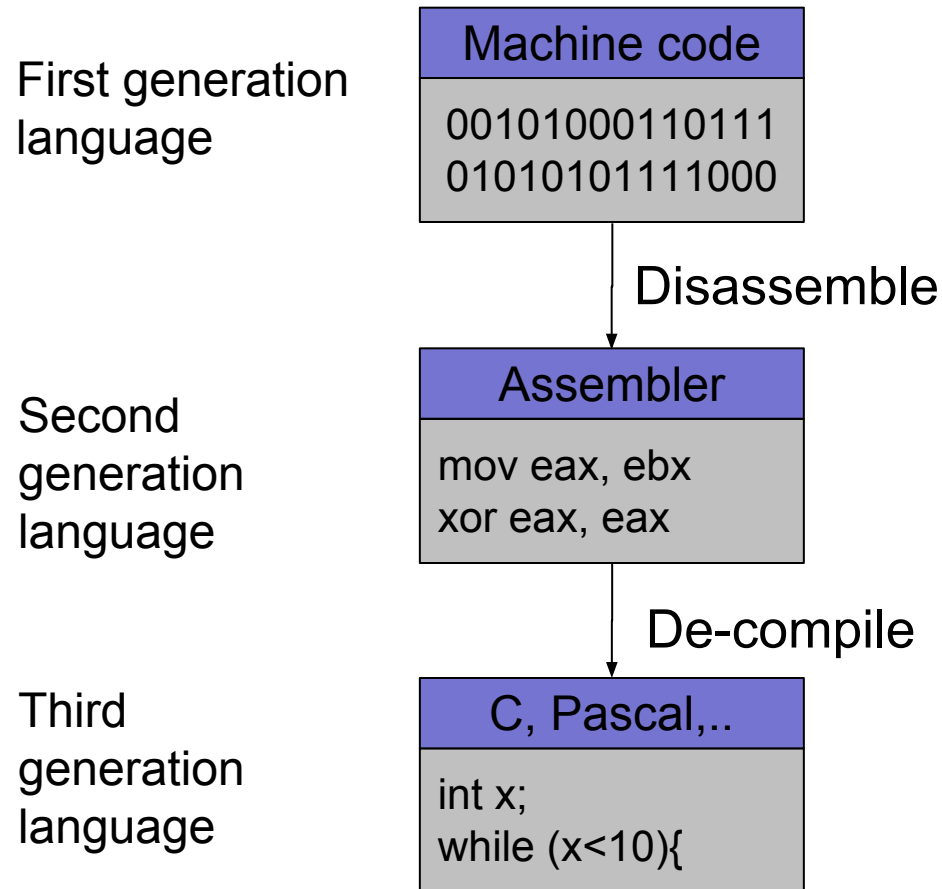 First generation
language
Machine code
00101000110111
01010101111000
Disassemble
Second
generation
language
Assembler
mov eax, ebx
xor eax, eax
De-compile
Third
generation
language
C, Pascal,..
int x;
while (x<10){